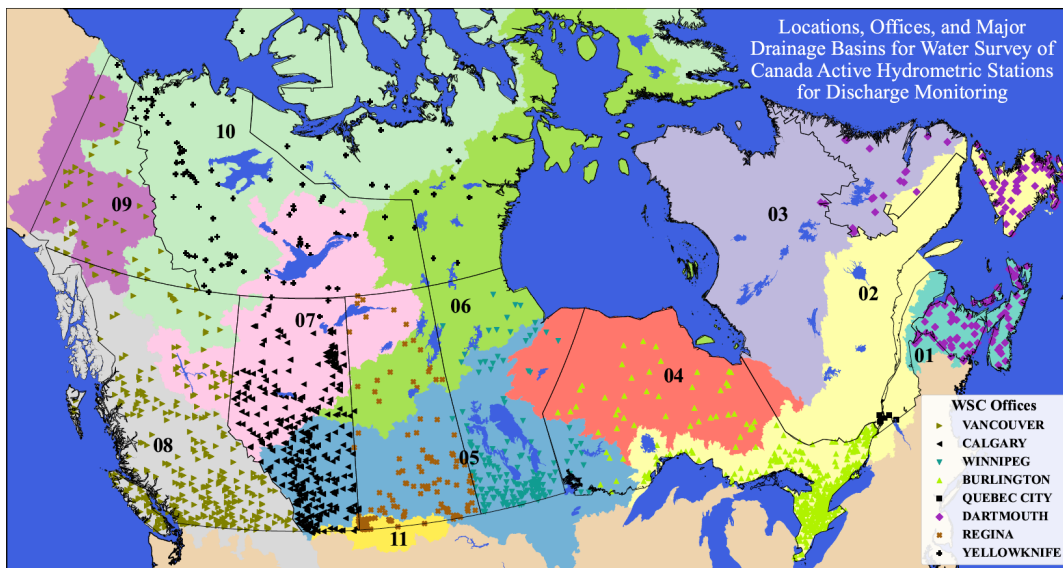 Locations, Offices, and Major
Drainage Basins for Water Survey of
Canada Active Hydrometric Stations
for Discharge Monitoring
10
09
03
02
06
07
01
04
08
05
11
WSC Offices
VANCOUVER
CALGARY
WINNIPEG
BURLINGTON
QUEBEC CITY
DARTMOUTH
REGINA
YELLOWKNIFE